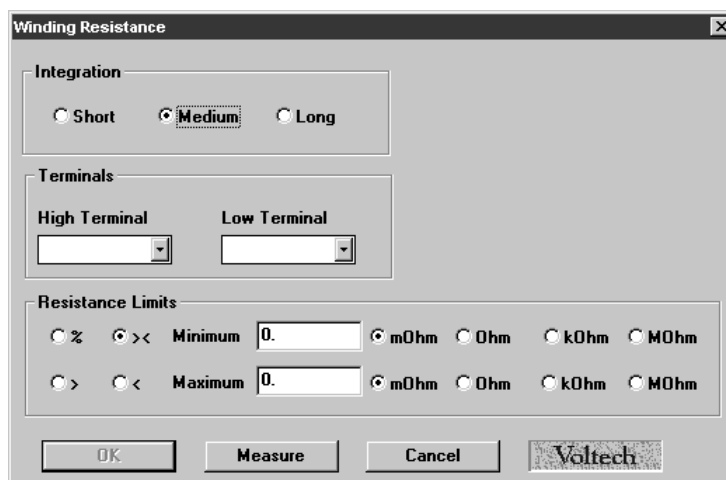 Winding Resistance
Integration
Short Medium Long
Terminals
High Terminal Low Terminal
Resistance Limits
% >< Minimum 0. mOhm Ohm kOhm MOhm
> < Maximum 0. mOhm Ohm kOhm MOhm
OK Measure Cancel Voltech